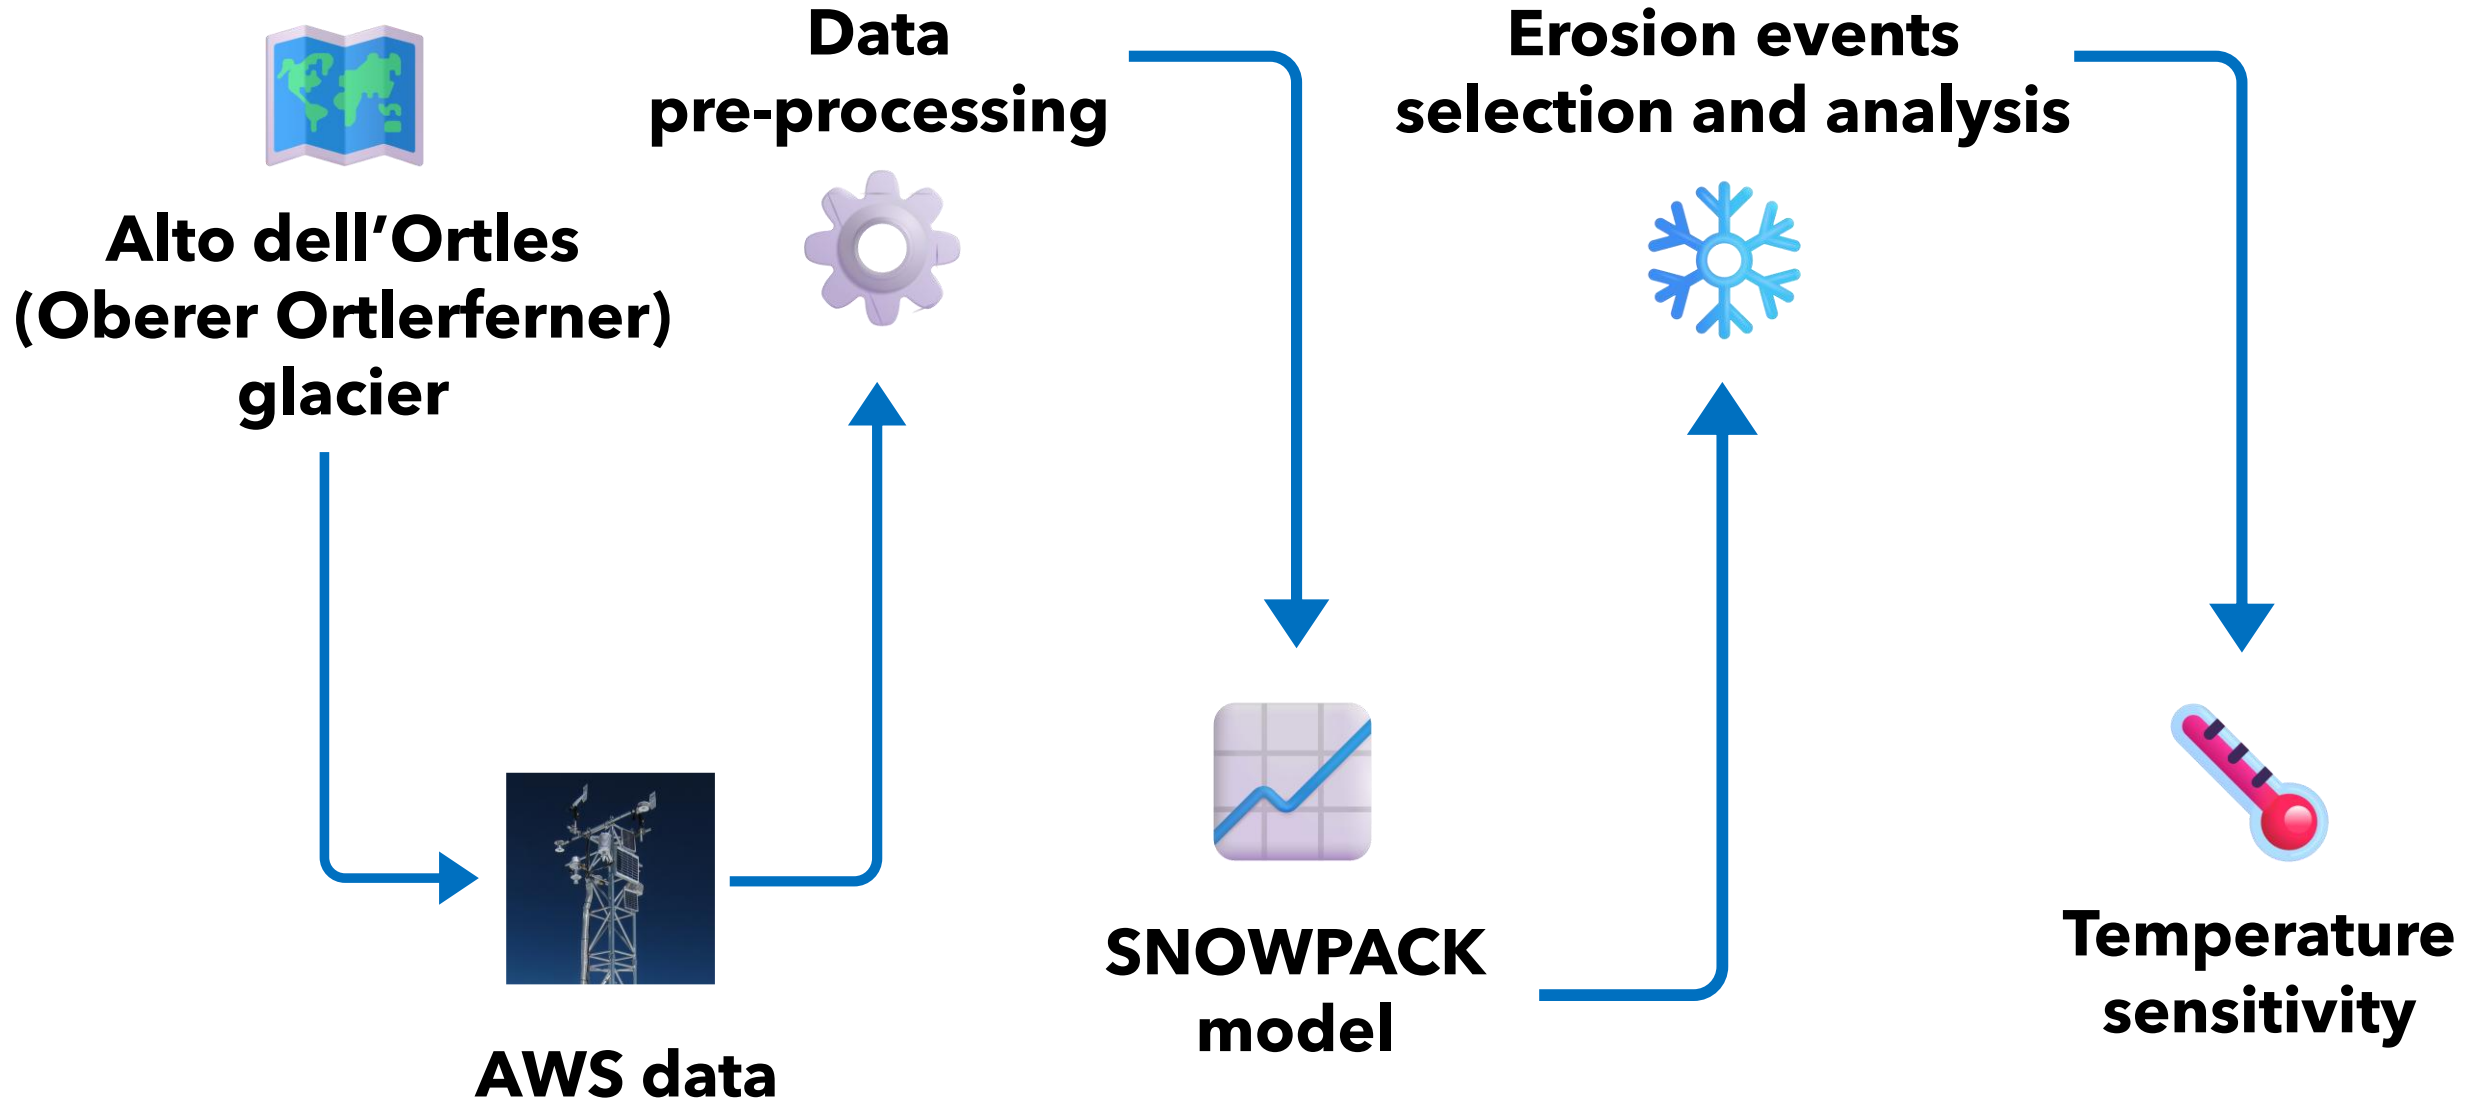 Alto dell’Ortles
(Oberer Ortlerferner)
glacier
AWS data
Data
pre-processing
SNOWPACK
model
Erosion events
selection and analysis
Temperature
sensitivity